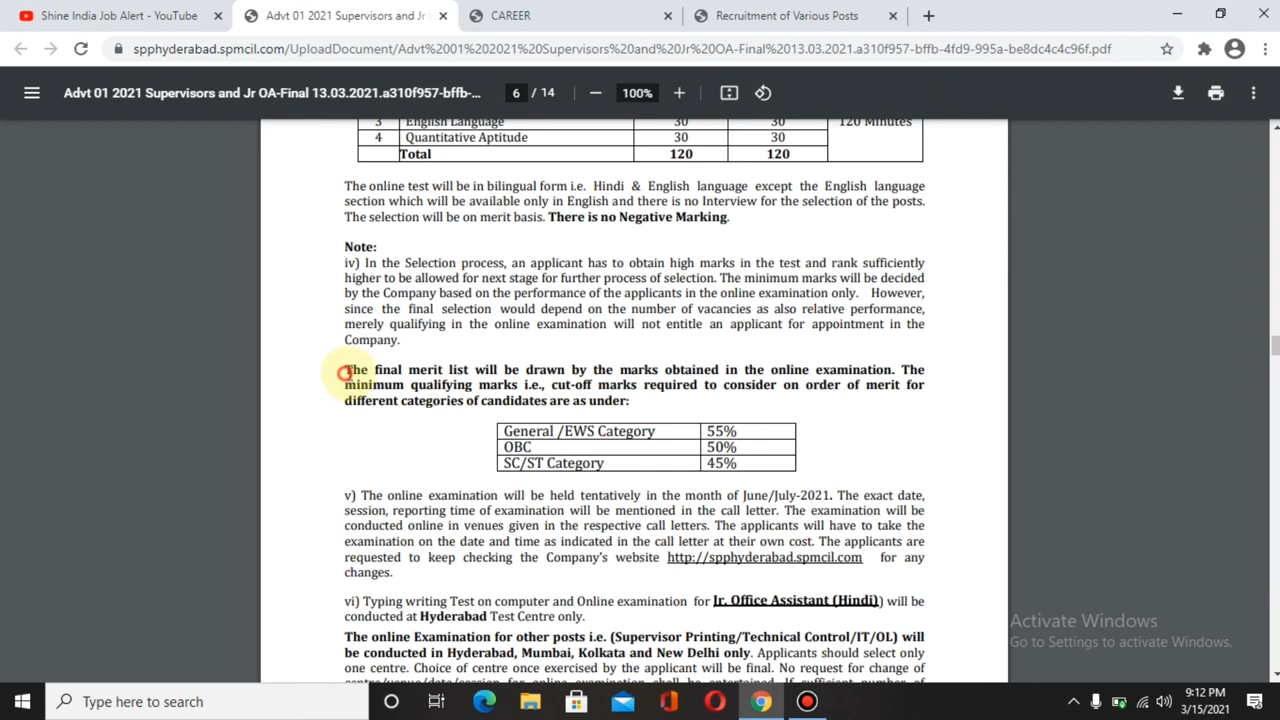 Shine India Job Alert - YouTube
Advt 01 2021 Supervisors and Jr O
CAREER
Recruitment of Various Posts
spphyderabad.spmcil.com/UploadDocument/Advt%2001%202021%20Supervisors%20and%20Jr%20OA-Final%2013.03.2021.a310f957-bffb-4fd9-995a-be8dc4c4c96f.pdf
Advt 01 2021 Supervisors and Jr OA-Final 13.03.2021.a310f957-bffb-...
6 / 14
100%
3 English Language 30 30 120 Minutes
4 Quantitative Aptitude 30 30
Total 120 120
The online test will be in bilingual form i.e. Hindi & English language except the English language
section which will be available only in English and there is no Interview for the selection of the posts.
The selection will be on merit basis. There is no Negative Marking.
Note:
iv) In the Selection process, an applicant has to obtain high marks in the test and rank sufficiently
higher to be allowed for next stage for further process of selection. The minimum marks will be decided
by the Company based on the performance of the applicants in the online examination only. However,
since the final selection would depend on the number of vacancies as also relative performance,
merely qualifying in the online examination will not entitle an applicant for appointment in the
Company.
The final merit list will be drawn by the marks obtained in the online examination. The
minimum qualifying marks i.e., cut-off marks required to consider on order of merit for
different categories of candidates are as under:
General /EWS Category 55%
OBC 50%
SC/ST Category 45%
v) The online examination will be held tentatively in the month of June/July-2021. The exact date,
session, reporting time of examination will be mentioned in the call letter. The examination will be
conducted online in venues given in the respective call letters. The applicants will have to take the
examination on the date and time as indicated in the call letter at their own cost. The applicants are
requested to keep checking the Company's website http://spphyderabad.spmcil.com for any
changes.
vi) Typing writing Test on computer and Online examination for Jr. Office Assistant (Hindi)) will be
conducted at Hyderabad Test Centre only.
The online Examination for other posts i.e. (Supervisor Printing/Technical Control/IT/OL) will
be conducted in Hyderabad, Mumbai, Kolkata and New Delhi only. Applicants should select only
one centre. Choice of centre once exercised by the applicant will be final. No request for change of
centre/venue/date/session for online examination shall be entertained. If sufficient number of
Activate Windows
Go to Settings to activate Windows.
Type here to search
9:12 PM
3/15/2021